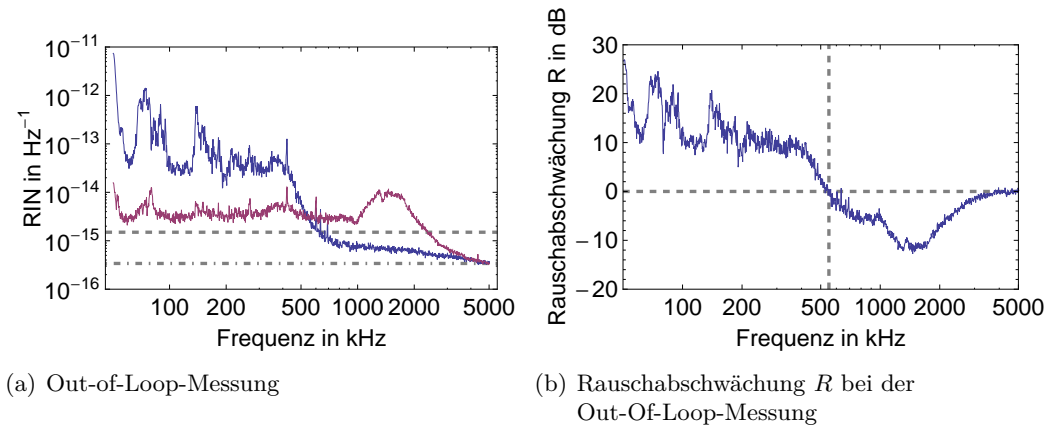 RIN in Hz⁻¹
10⁻¹¹
10⁻¹²
10⁻¹³
10⁻¹⁴
10⁻¹⁵
10⁻¹⁶
100 200 500 1000 2000 5000
Frequenz in kHz
(a) Out-of-Loop-Messung
Rauschabschwächung R in dB
30
20
10
0
−10
−20
100 200 500 1000 2000 5000
Frequenz in kHz
(b) Rauschabschwächung R bei der
Out-Of-Loop-Messung